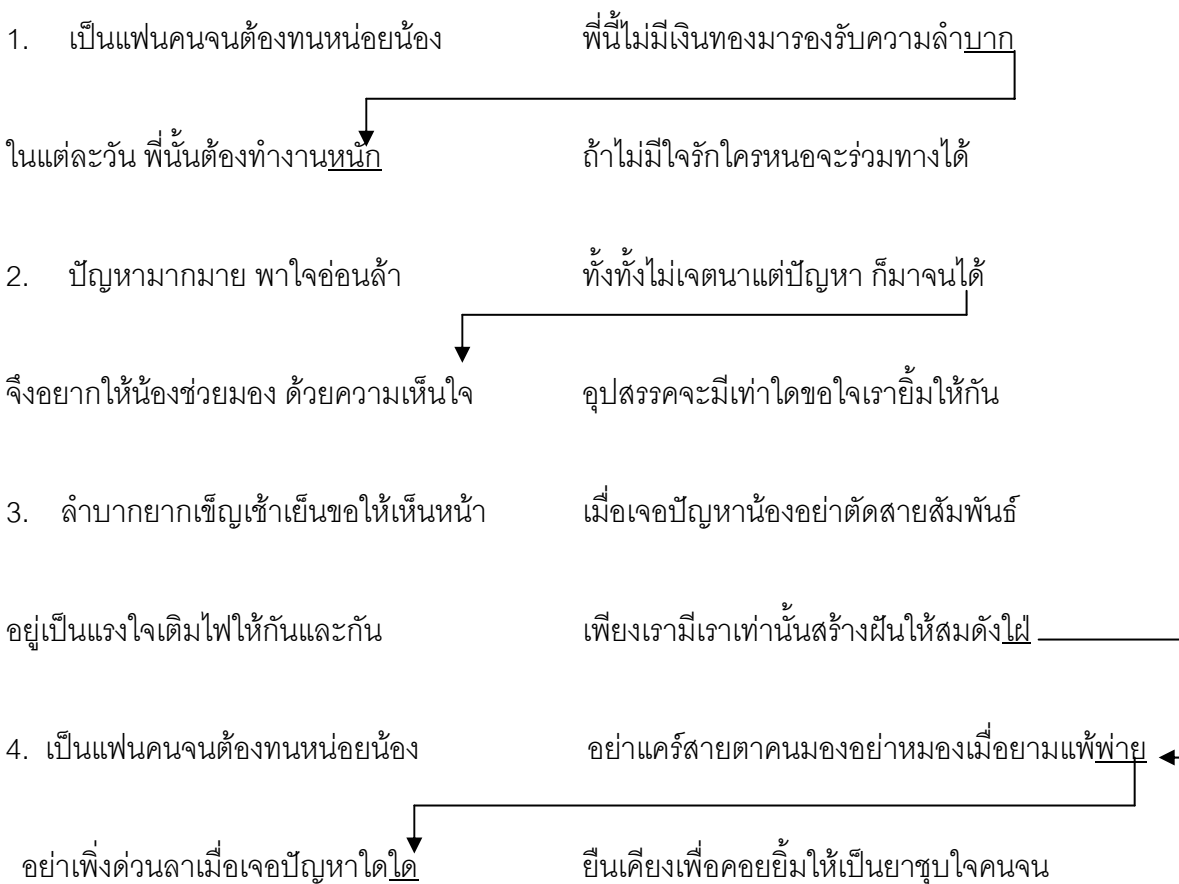 1. เป็นแฟนคนจนต้องทนหน่อยน้อง พี่นี้ไม่มีเงินทองมารองรับความลำบาก
ในแต่ละวัน พี่นั้นต้องทำงานหนัก ถ้าไม่มีใจรักใครหนอจะร่วมทางได้
2. ปัญหามากมาย พาใจอ่อนล้า ทั้งทั้งไม่เจตนาแต่ปัญหา ก็มาจนได้
จึงอยากให้น้องช่วยมอง ด้วยความเห็นใจ อุปสรรคจะมีเท่าใดขอใจเรายิ้มให้กัน
3. ลำบากยากเข็ญเช้าเย็นขอให้เห็นหน้า เมื่อเจอปัญหาน้องอย่าตัดสายสัมพันธ์
อยู่เป็นแรงใจเติมไฟให้กันและกัน เพียงเรามีเราเท่านั้นสร้างฝันให้สมดังใฝ่
4. เป็นแฟนคนจนต้องทนหน่อยน้อง อย่าแคร์สายตาคนมองอย่าหมองเมื่อยามแพ้พ่าย
อย่าเพิ่งด่วนลาเมื่อเจอปัญหาใดใด ยืนเคียงเพื่อคอยยิ้มให้เป็นยาชุบใจคนจน